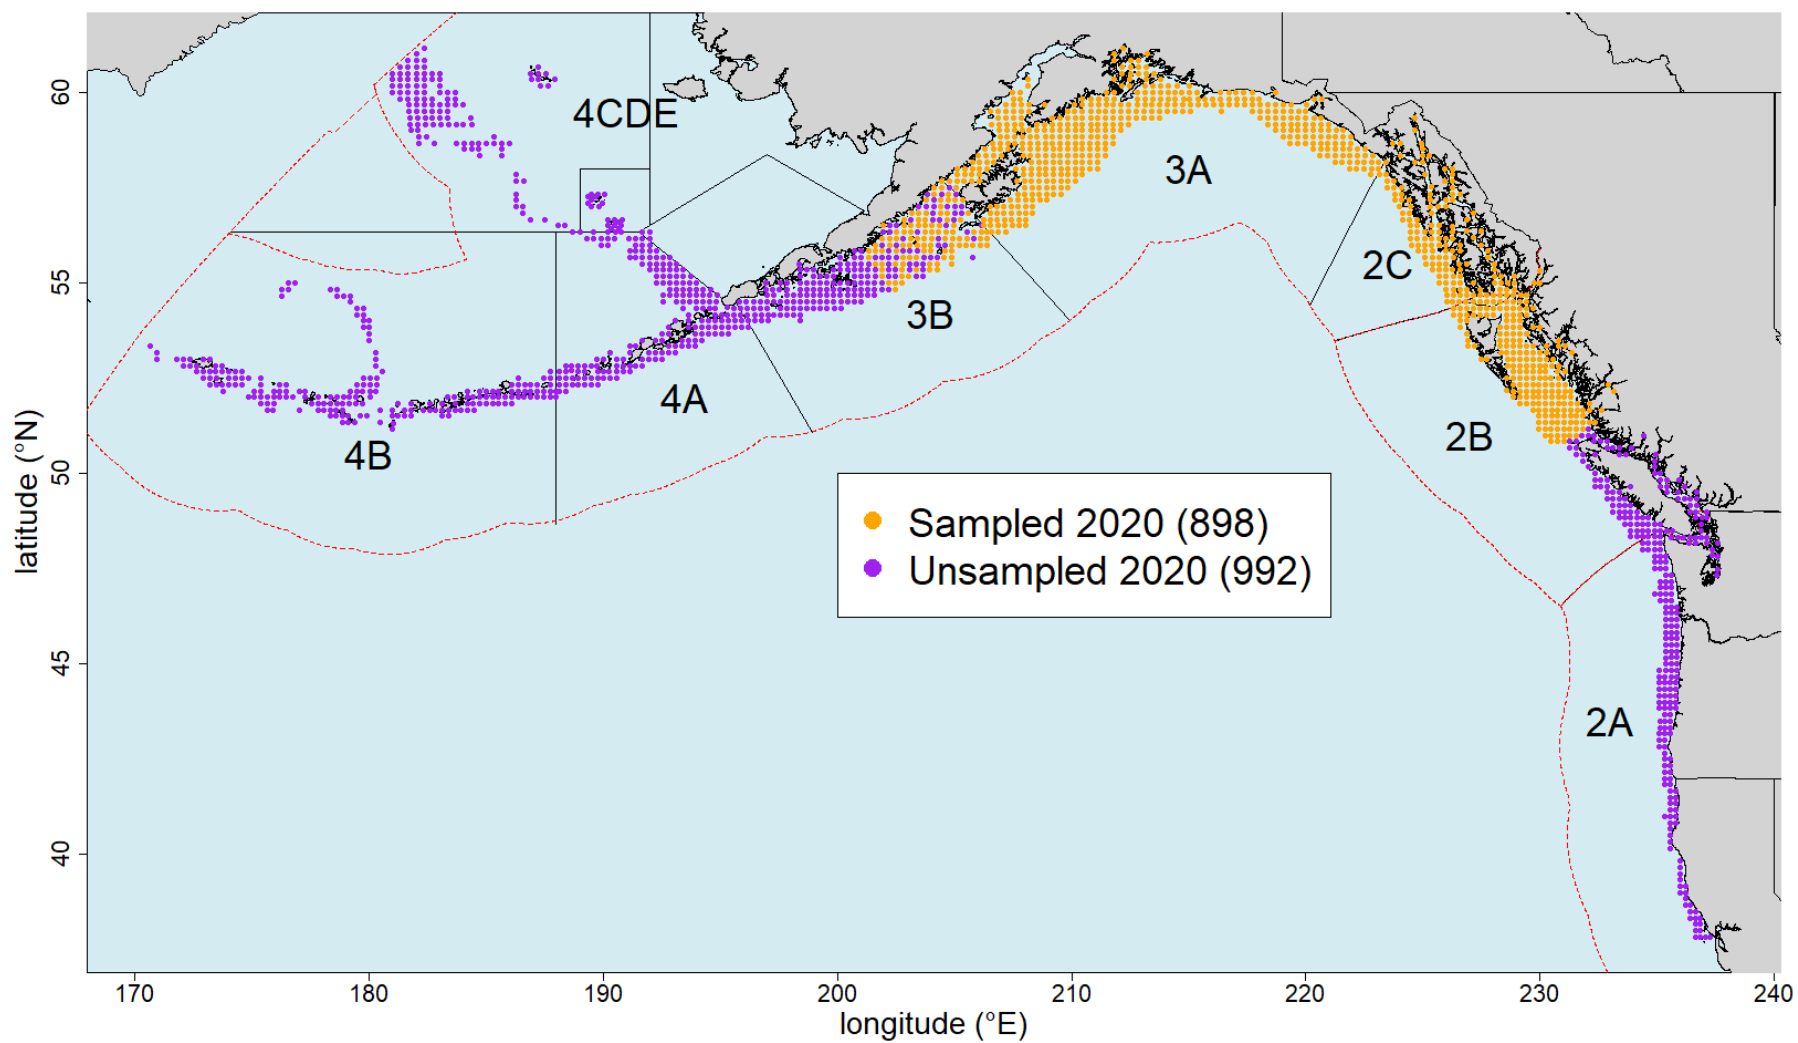 60
55
50
45
40
latitude (°N)
4CDE
3A
2C
3B
4A
2B
4B
Sampled 2020 (898)
Unsampled 2020 (992)
2A
170
180
190
200
210
220
230
240
longitude (°E)